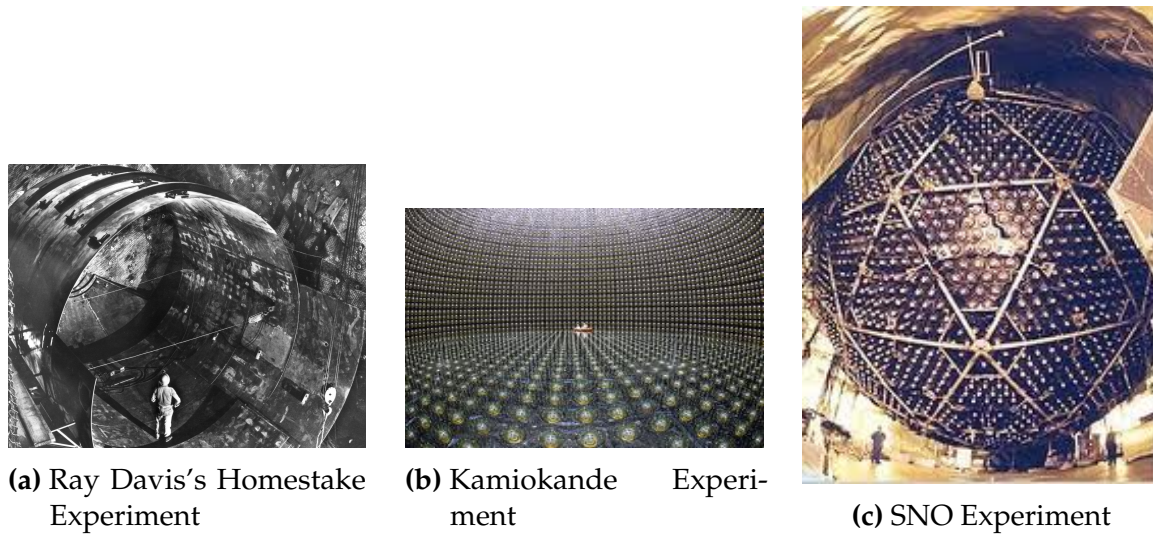 (a) Ray Davis's Homestake
Experiment
(b) Kamiokande Experi-
ment
(c) SNO Experiment